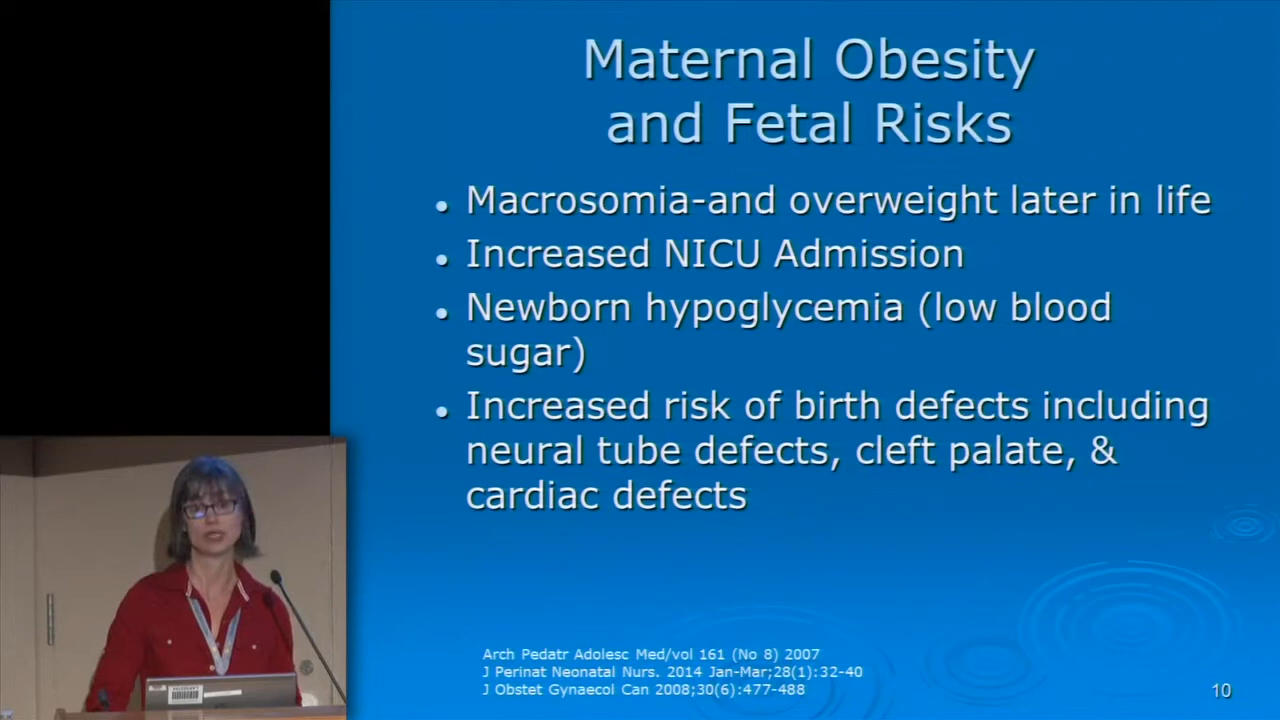 Maternal Obesity
and Fetal Risks
• Macrosomia-and overweight later in life
• Increased NICU Admission
• Newborn hypoglycemia (low blood
sugar)
• Increased risk of birth defects including
neural tube defects, cleft palate, &
cardiac defects
Arch Pedatr Adolesc Med/vol 161 (No 8) 2007
J Perinat Neonatal Nurs. 2014 Jan-Mar;28(1):32-40
J Obstet Gynaecol Can 2008;30(6):477-488
10